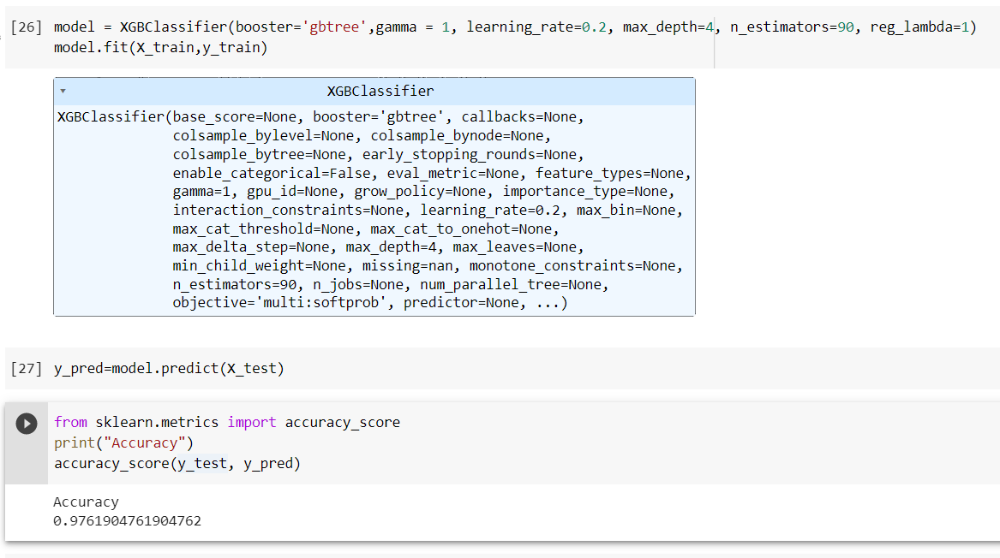 [26] model = XGBClassifier(booster='gbtree',gamma = 1, learning_rate=0.2, max_depth=4, n_estimators=90, reg_lambda=1)
model.fit(X_train,y_train)
XGBClassifier
XGBClassifier(base_score=None, booster='gbtree', callbacks=None,
colsample_bylevel=None, colsample_bynode=None,
colsample_bytree=None, early_stopping_rounds=None,
enable_categorical=False, eval_metric=None, feature_types=None,
gamma=1, gpu_id=None, grow_policy=None, importance_type=None,
interaction_constraints=None, learning_rate=0.2, max_bin=None,
max_cat_threshold=None, max_cat_to_onehot=None,
max_delta_step=None, max_depth=4, max_leaves=None,
min_child_weight=None, missing=nan, monotone_constraints=None,
n_estimators=90, n_jobs=None, num_parallel_tree=None,
objective='multi:softprob', predictor=None, ...)
[27] y_pred=model.predict(X_test)
from sklearn.metrics import accuracy_score
print("Accuracy")
accuracy_score(y_test, y_pred)
Accuracy
0.9761904761904762